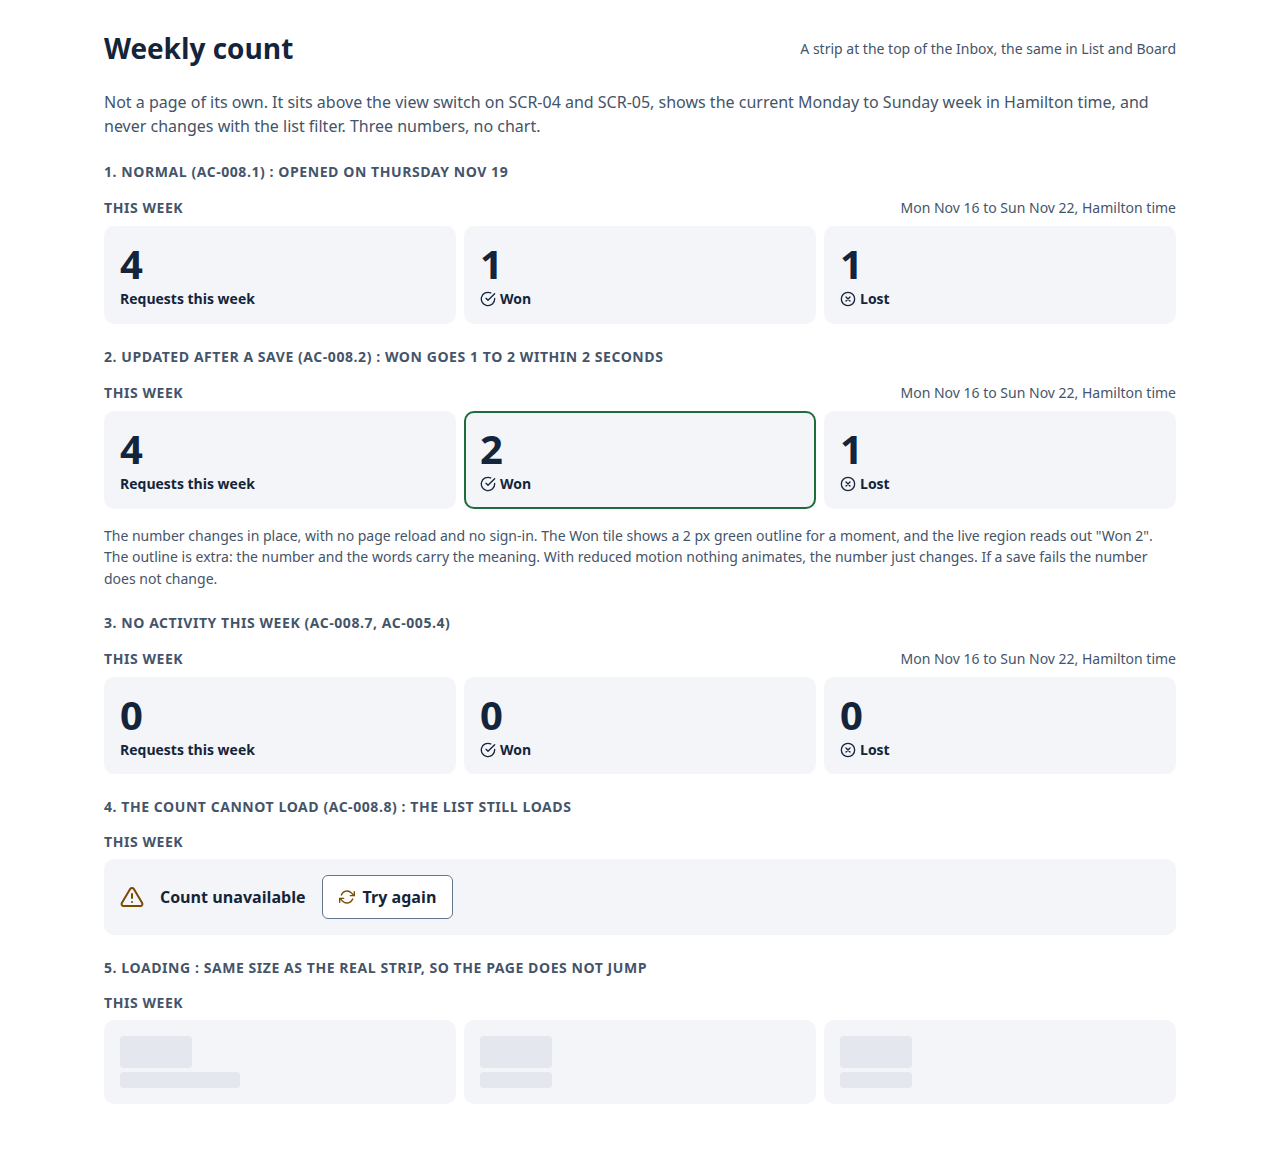 Weekly count
A strip at the top of the Inbox, the same in List and Board
Not a page of its own. It sits above the view switch on SCR-04 and SCR-05, shows the current Monday to Sunday week in Hamilton time, and
never changes with the list filter. Three numbers, no chart.
1. NORMAL (AC-008.1) : OPENED ON THURSDAY NOV 19
THIS WEEK
Mon Nov 16 to Sun Nov 22, Hamilton time
4
Requests this week
1
Won
1
Lost
2. UPDATED AFTER A SAVE (AC-008.2) : WON GOES 1 TO 2 WITHIN 2 SECONDS
THIS WEEK
Mon Nov 16 to Sun Nov 22, Hamilton time
4
Requests this week
2
Won
1
Lost
The number changes in place, with no page reload and no sign-in. The Won tile shows a 2 px green outline for a moment, and the live region reads out "Won 2".
The outline is extra: the number and the words carry the meaning. With reduced motion nothing animates, the number just changes. If a save fails the number
does not change.
3. NO ACTIVITY THIS WEEK (AC-008.7, AC-005.4)
THIS WEEK
Mon Nov 16 to Sun Nov 22, Hamilton time
0
Requests this week
0
Won
0
Lost
4. THE COUNT CANNOT LOAD (AC-008.8) : THE LIST STILL LOADS
THIS WEEK
Count unavailable
Try again
5. LOADING : SAME SIZE AS THE REAL STRIP, SO THE PAGE DOES NOT JUMP
THIS WEEK